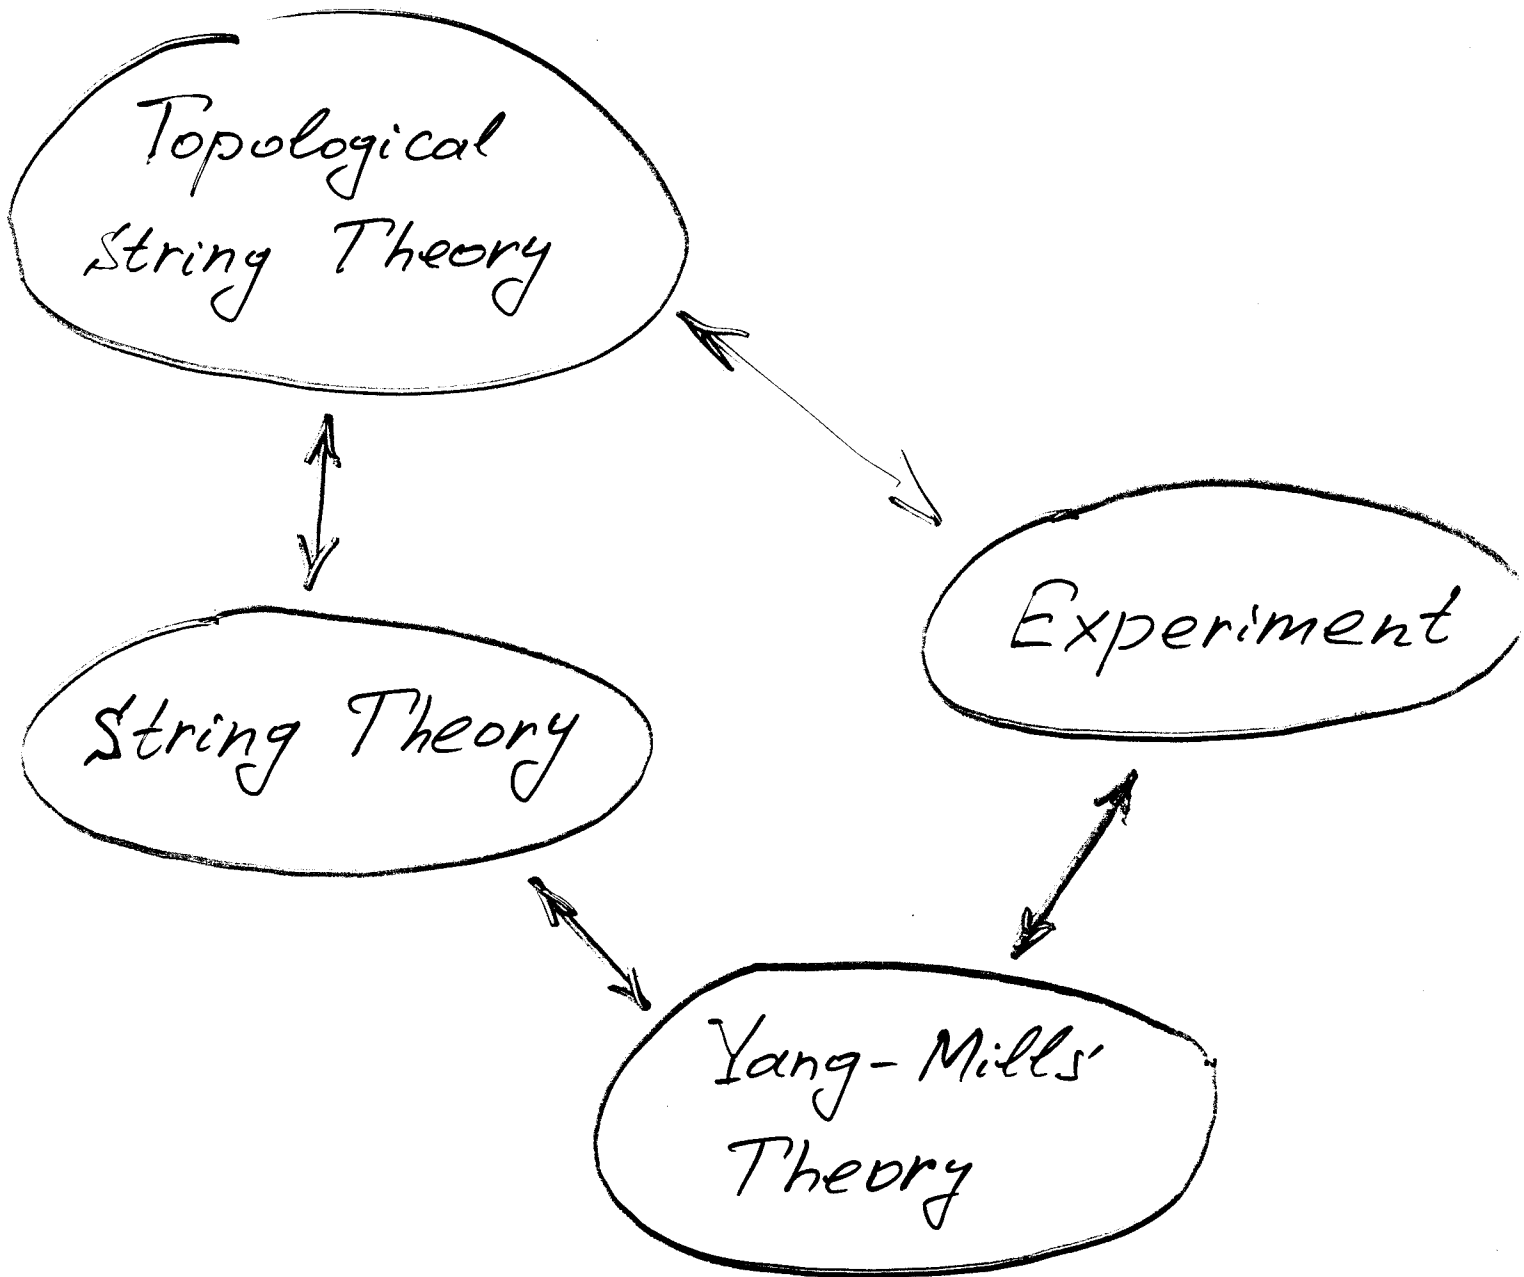 Topological
String Theory
Experiment
String Theory
Yang-Mills
Theory